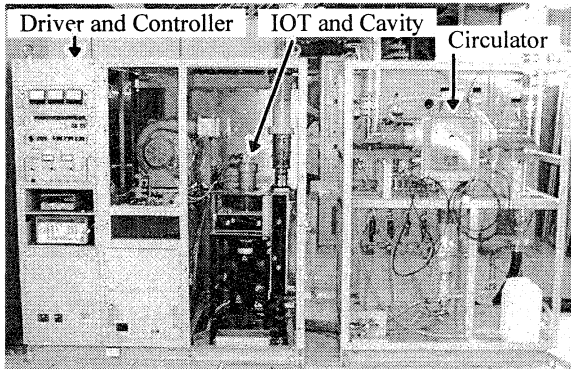 Driver and Controller
IOT and Cavity
Circulator